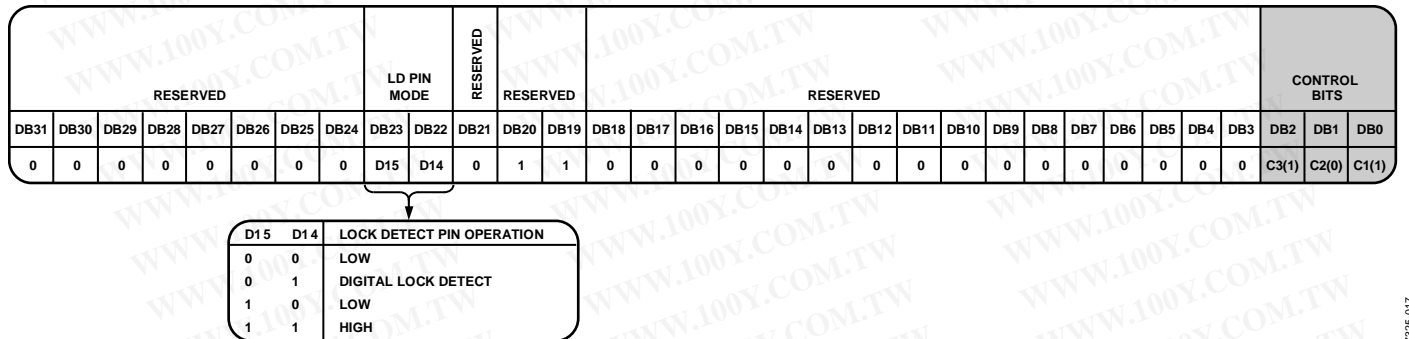 RESERVED LD PIN MODE RESERVED RESERVED RESERVED CONTROL BITS
DB31 DB30 DB29 DB28 DB27 DB26 DB25 DB24 DB23 DB22 DB21 DB20 DB19 DB18 DB17 DB16 DB15 DB14 DB13 DB12 DB11 DB10 DB9 DB8 DB7 DB6 DB5 DB4 DB3 DB2 DB1 DB0
0 0 0 0 0 0 0 0 D15 D14 0 1 1 0 0 0 0 0 0 0 0 0 0 0 0 0 0 0 0 C3(1) C2(0) C1(1)
D15 D14 LOCK DETECT PIN OPERATION
0 0 LOW
0 1 DIGITAL LOCK DETECT
1 0 LOW
1 1 HIGH
WWW.100Y.COM.TW